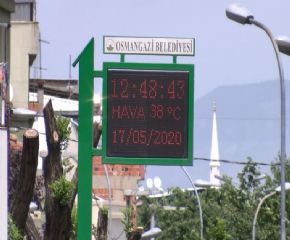 OSMANGAZİ BELEDİYESİ
12:48:43
HAVA 38 °C
17/05/2020